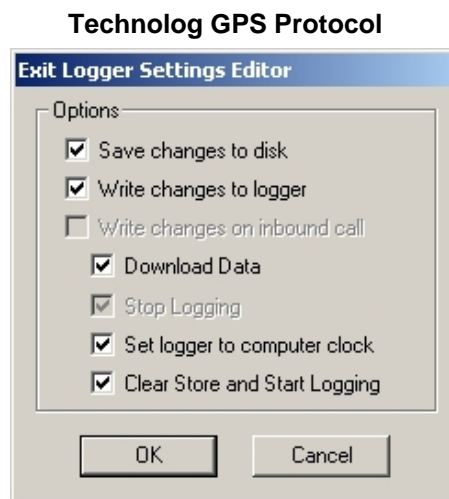 Technolog GPS Protocol
Exit Logger Settings Editor
Options
Save changes to disk
Write changes to logger
Write changes on inbound call
Download Data
Stop Logging
Set logger to computer clock
Clear Store and Start Logging
OK Cancel